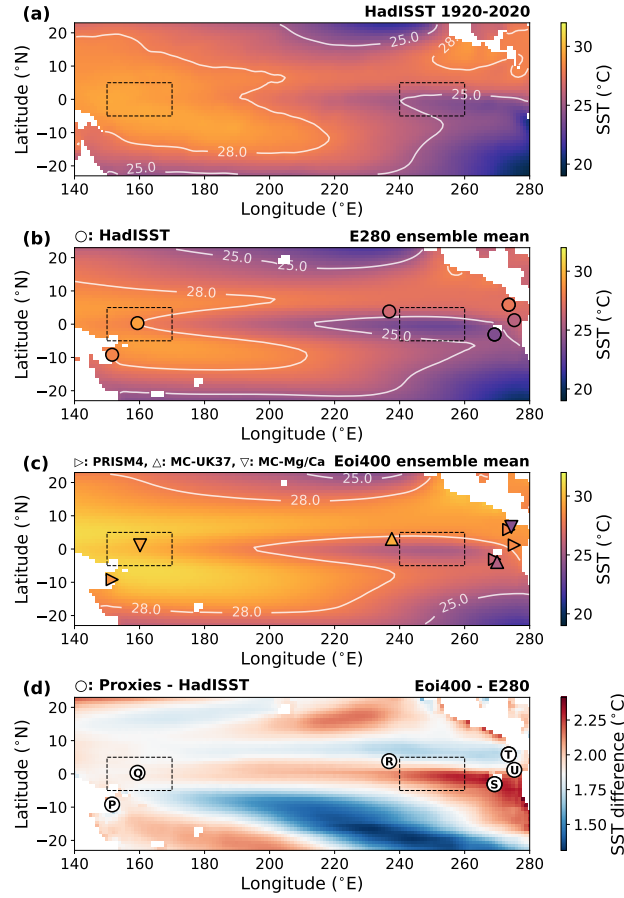 (a) HadISST 1920-2020
25.0
28.0
25.0
28.0
25.0
10
0
−10
−20
Latitude (°N)
140 160 180 200 220 240 260 280
Longitude (°E)
30
25
20
SST (°C)
(b) ○: HadISST E280 ensemble mean
25.0
28.0
25.0
28.0
20
10
0
−10
−20
Latitude (°N)
140 160 180 200 220 240 260 280
Longitude (°E)
30
25
20
SST (°C)
(c) ▷: PRISM4, △: MC-UK37, ▽: MC-Mg/Ca Eoi400 ensemble mean
28.0
28.0
25.0
20
10
0
−10
−20
Latitude (°N)
140 160 180 200 220 240 260 280
Longitude (°E)
30
25
20
SST (°C)
(d) ○: Proxies - HadISST Eoi400 - E280
P
Q
R
S
T
U
20
10
0
−10
−20
Latitude (°N)
140 160 180 200 220 240 260 280
Longitude (°E)
2.25
2.00
1.75
1.50
SST difference (°C)